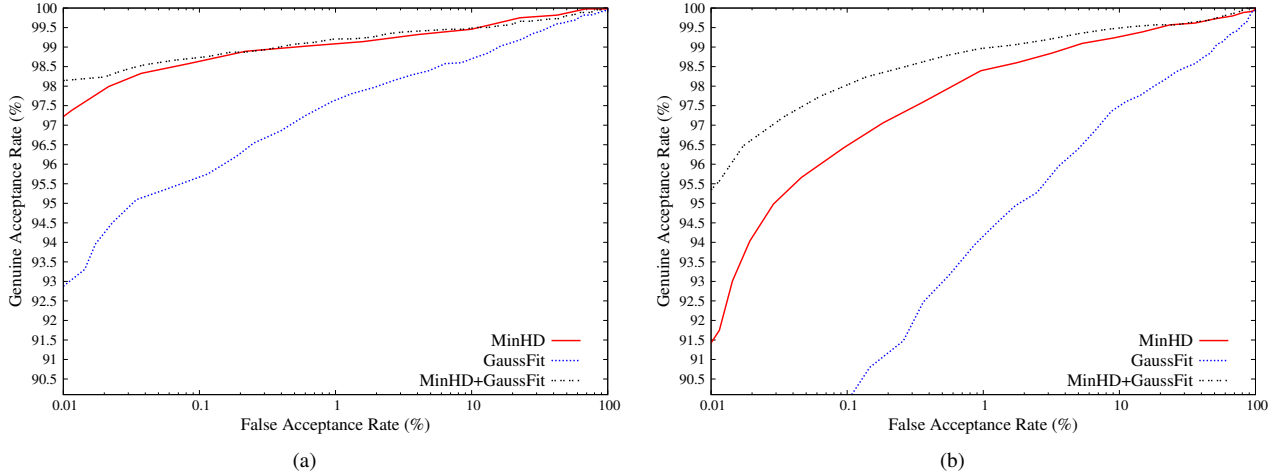 100
99.5
99
98.5
98
97.5
97
96.5
96
95.5
95
94.5
94
93.5
93
92.5
92
91.5
91
90.5
Genuine Acceptance Rate (%)
MinHD
GaussFit
MinHD+GaussFit
0.01 0.1 1 10 100
False Acceptance Rate (%)
(a)
100
99.5
99
98.5
98
97.5
97
96.5
96
95.5
95
94.5
94
93.5
93
92.5
92
91.5
91
90.5
Genuine Acceptance Rate (%)
MinHD
GaussFit
MinHD+GaussFit
0.01 0.1 1 10 100
False Acceptance Rate (%)
(b)